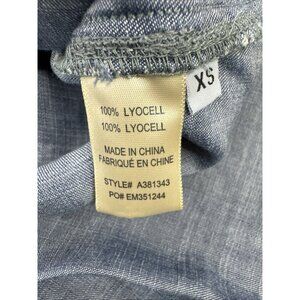 XS
100% LYOCELL
100% LYOCELL
MADE IN CHINA
FABRIQUÉ EN CHINE
STYLE# A381343
PO# EM351244